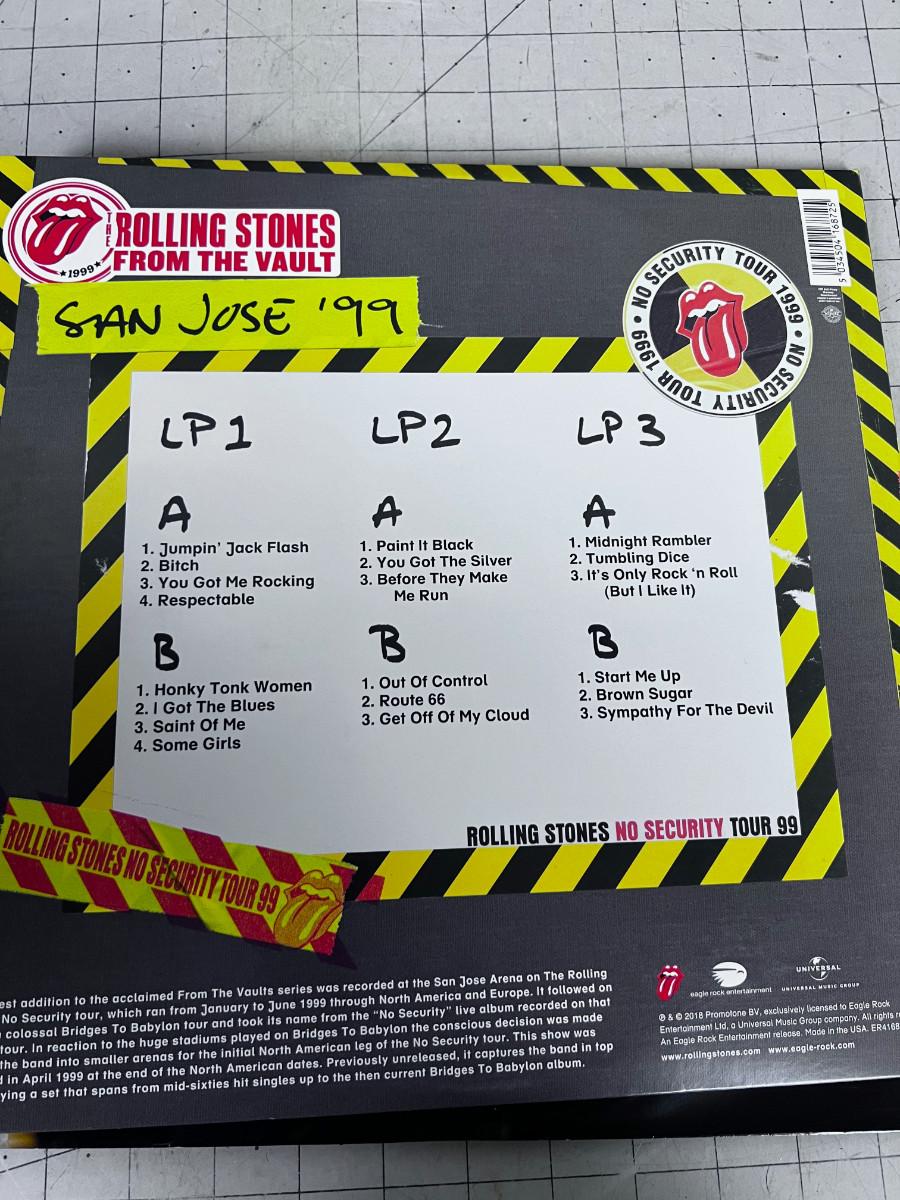 THE
ROLLING STONES
FROM THE VAULT
★1999★
SAN JOSE '99
• NO SECURITY TOUR 1999 • NO SECURITY TOUR 1999
5 034504 168725
LP 1
A
1. Jumpin' Jack Flash
2. Bitch
3. You Got Me Rocking
4. Respectable
B
1. Honky Tonk Women
2. I Got The Blues
3. Saint Of Me
4. Some Girls
LP 2
A
1. Paint It Black
2. You Got The Silver
3. Before They Make
Me Run
B
1. Out Of Control
2. Route 66
3. Get Off Of My Cloud
LP 3
A
1. Midnight Rambler
2. Tumbling Dice
3. It's Only Rock 'n Roll
(But I Like It)
B
1. Start Me Up
2. Brown Sugar
3. Sympathy For The Devil
ROLLING STONES NO SECURITY TOUR 99
ROLLING STONES NO SECURITY TOUR 99
est addition to the acclaimed From The Vaults series was recorded at the San Jose Arena on The Rolling
No Security tour, which ran from January to June 1999 through North America and Europe. It followed on
colossal Bridges To Babylon tour and took its name from the "No Security" live album recorded on that
tour. In reaction to the huge stadiums played on Bridges To Babylon the conscious decision was made
the band into smaller arenas for the initial North American leg of the No Security tour. This show was
d in April 1999 at the end of the North American dates. Previously unreleased, it captures the band in top
ying a set that spans from mid-sixties hit singles up to the then current Bridges To Babylon album.
eagle rock entertainment
UNIVERSAL
UNIVERSAL MUSIC GROUP
℗ & © 2018 Promotone BV, exclusively licensed to Eagle Rock
Entertainment Ltd, a Universal Music Group company. All rights r
An Eagle Rock Entertainment release. Made in the USA. ER4168
www.rollingstones.com www.eagle-rock.com